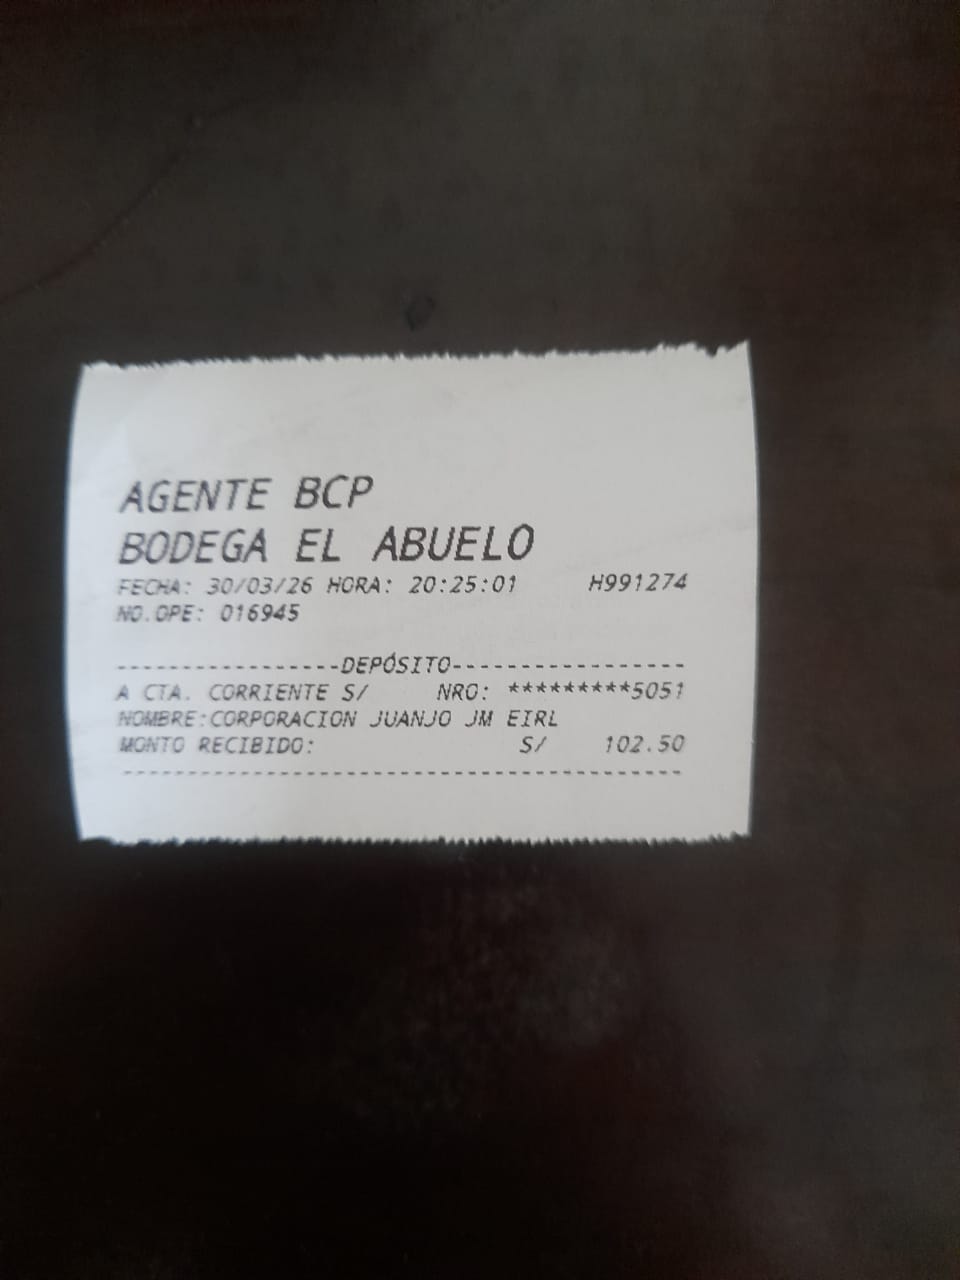 AGENTE BCP
BODEGA EL ABUELO
FECHA: 30/03/26 HORA: 20:25:01 H991274
NO.OPE: 016945
-----------------DEPÓSITO-----------------
A CTA. CORRIENTE S/ NRO: *********5051
NOMBRE:CORPORACION JUANJO JM EIRL
MONTO RECIBIDO: S/ 102.50
------------------------------------------